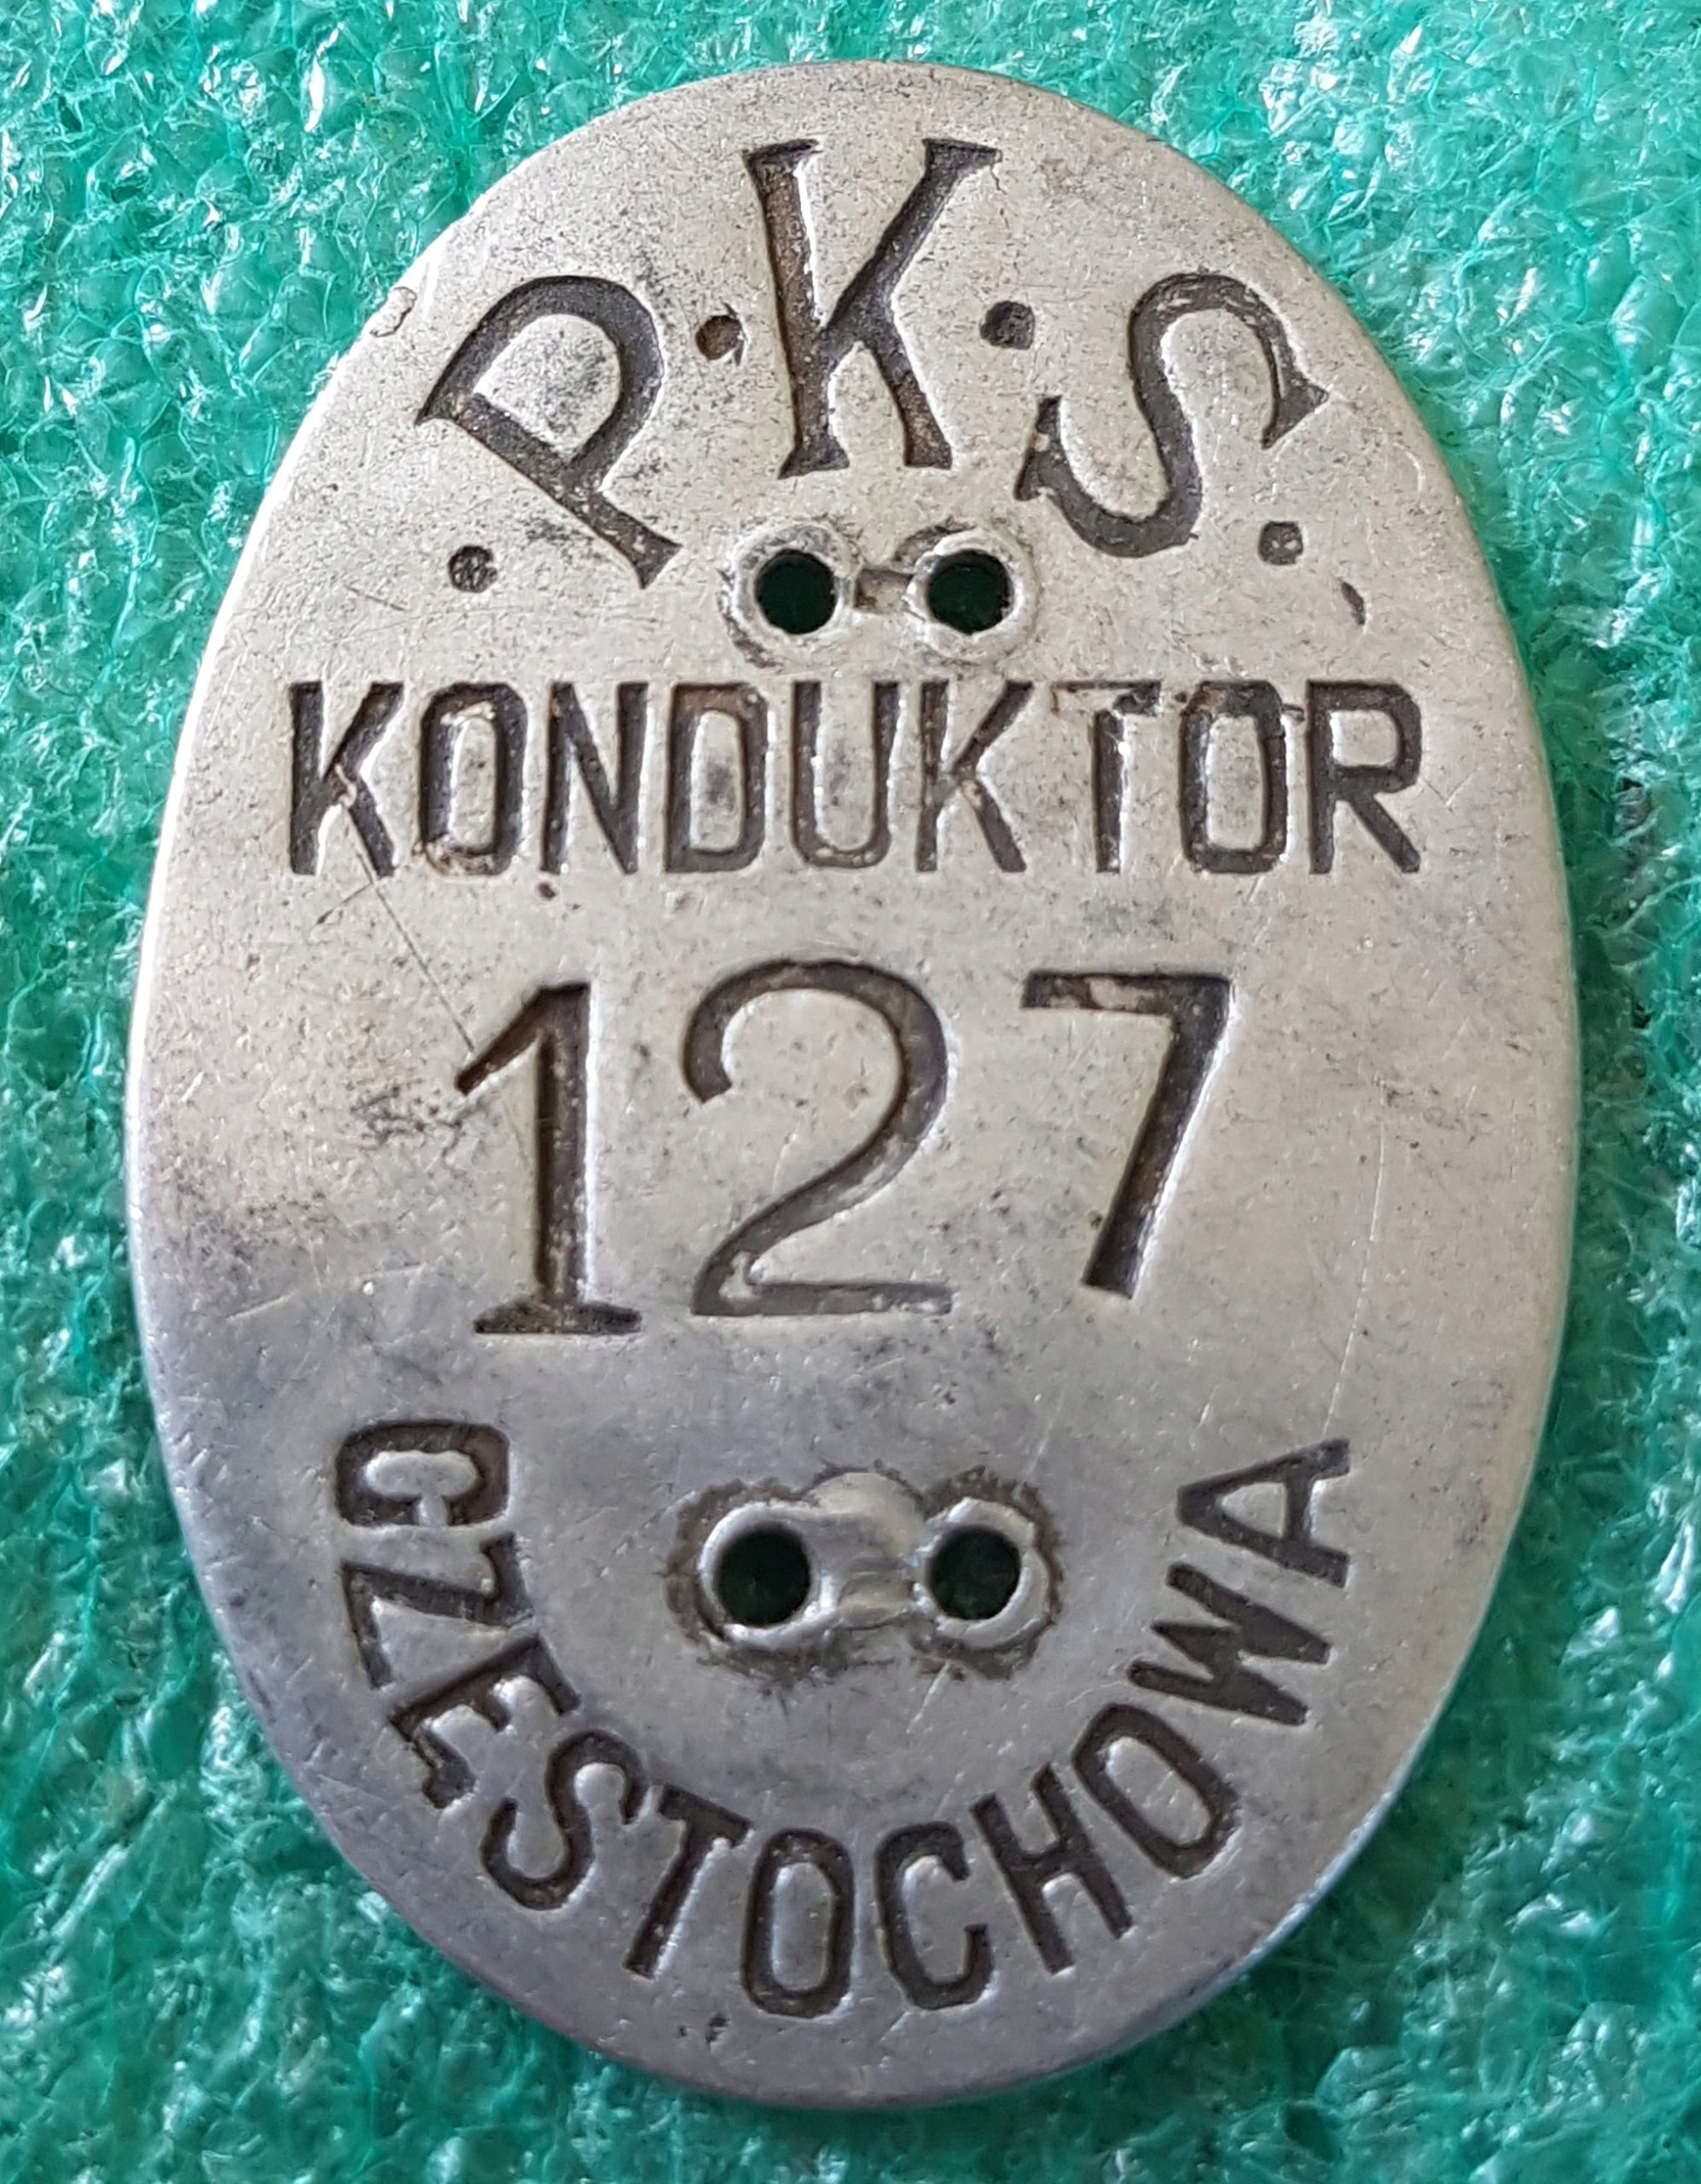 P.K.S.
KONDUKTOR
127
CZESTOCHOWA